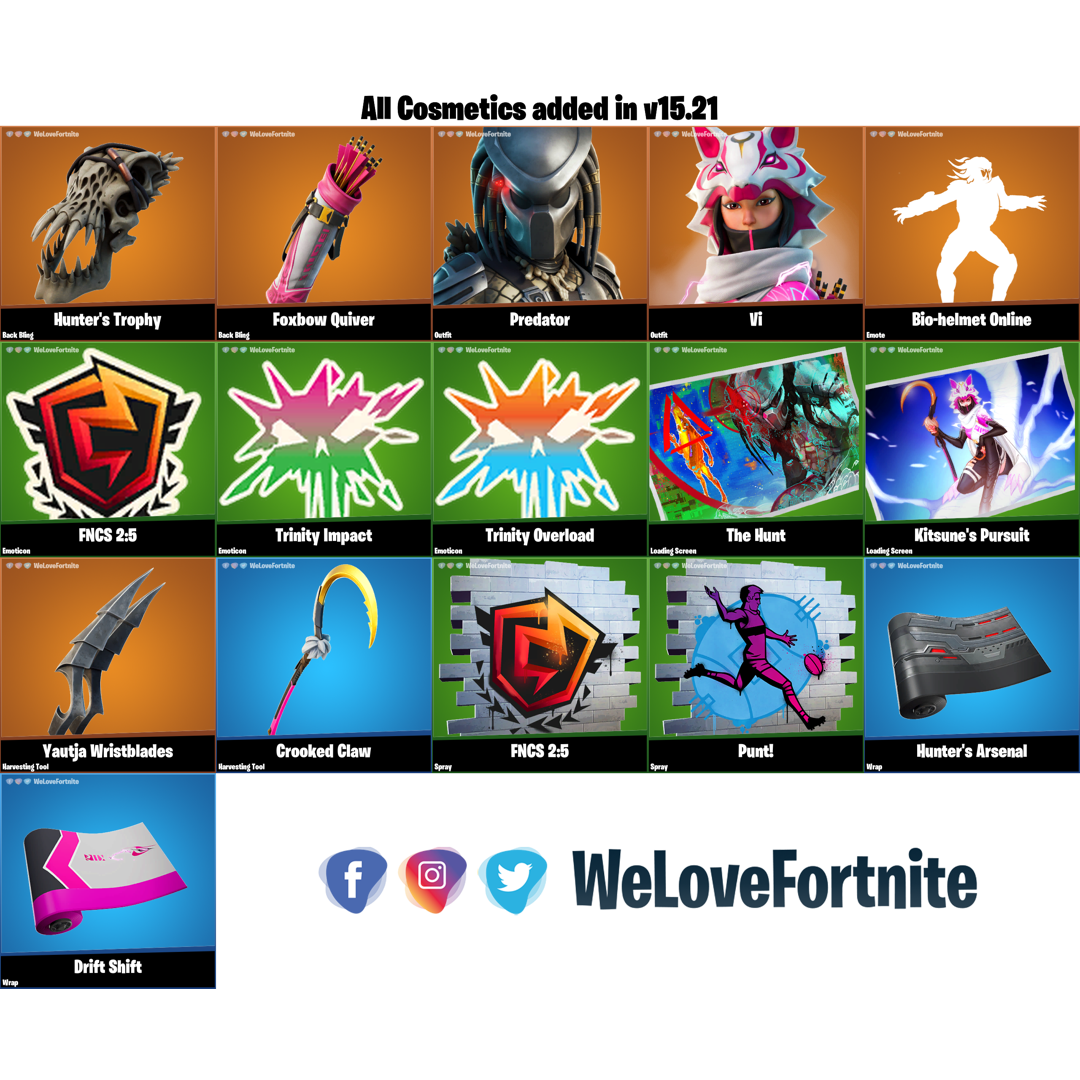 All Cosmetics added in v15.21
WeLoveFortnite
WeLoveFortnite
WeLoveFortnite
WeLoveFortnite
WeLoveFortnite
Hunter's Trophy
Back Bling
Foxbow Quiver
Back Bling
Predator
Outfit
Vi
Outfit
Bio-helmet Online
Emote
WeLoveFortnite
WeLoveFortnite
WeLoveFortnite
WeLoveFortnite
WeLoveFortnite
FNCS 2:5
Emoticon
Trinity Impact
Emoticon
Trinity Overload
Emoticon
The Hunt
Loading Screen
Kitsune's Pursuit
Loading Screen
WeLoveFortnite
WeLoveFortnite
WeLoveFortnite
WeLoveFortnite
WeLoveFortnite
Yautja Wristblades
Harvesting Tool
Crooked Claw
Harvesting Tool
FNCS 2:5
Spray
Punt!
Spray
Hunter's Arsenal
Wrap
WeLoveFortnite
Drift Shift
Wrap
WeLoveFortnite